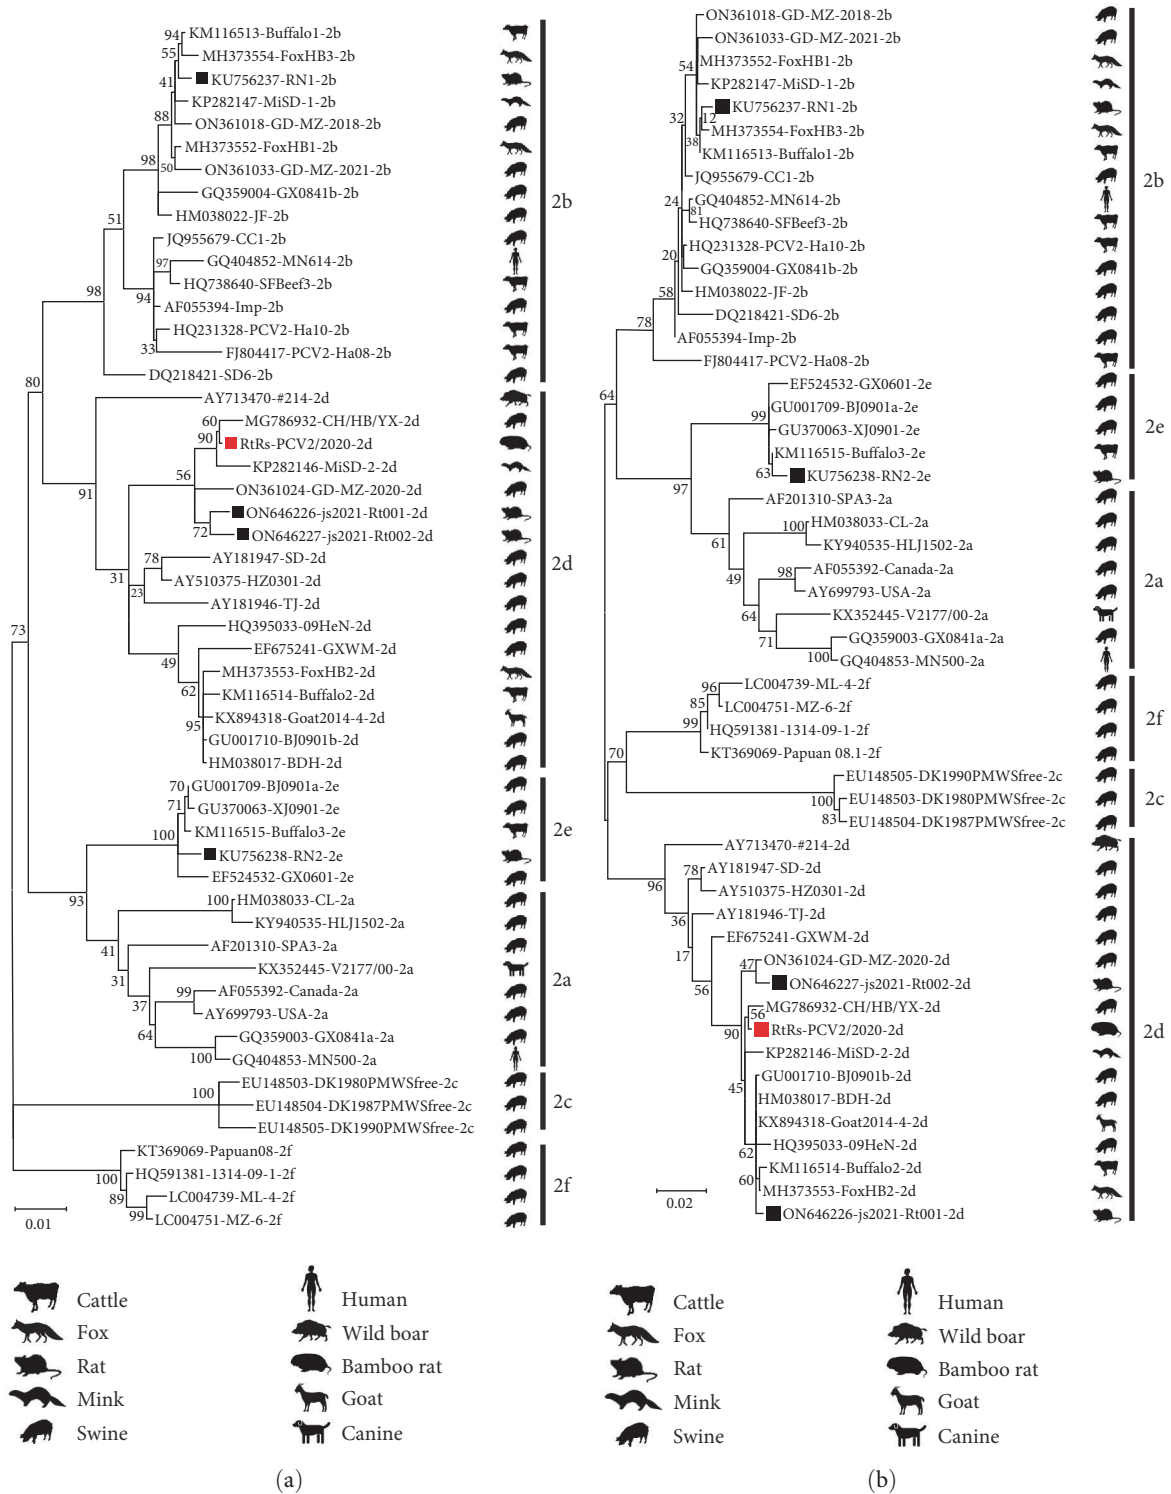 KM116513-Buffalo1-2b
MH373554-FoxHB3-2b
KU756237-RN1-2b
KP282147-MiSD-1-2b
ON361018-GD-MZ-2018-2b
MH373552-FoxHB1-2b
ON361033-GD-MZ-2021-2b
GQ359004-GX0841b-2b
HM038022-JF-2b
JQ955679-CC1-2b
GQ404852-MN614-2b
HQ738640-SFBeef3-2b
AF055394-Imp-2b
HQ231328-PCV2-Ha10-2b
FJ804417-PCV2-Ha08-2b
DQ218421-SD6-2b
AY713470-#214-2d
MG786932-CH/HB/YX-2d
RtRs-PCV2/2020-2d
KP282146-MiSD-2-2d
ON361024-GD-MZ-2020-2d
ON646226-js2021-Rt001-2d
ON646227-js2021-Rt002-2d
AY181947-SD-2d
AY510375-HZ0301-2d
AY181946-TJ-2d
HQ395033-09HeN-2d
EF675241-GXWM-2d
MH373553-FoxHB2-2d
KM116514-Buffalo2-2d
KX894318-Goat2014-4-2d
GU001710-BJ0901b-2d
HM038017-BDH-2d
GU001709-BJ0901a-2e
GU370063-XJ0901-2e
KM116515-Buffalo3-2e
KU756238-RN2-2e
EF524532-GX0601-2e
HM038033-CL-2a
KY940535-HLJ1502-2a
AF201310-SPA3-2a
KX352445-V2177/00-2a
AF055392-Canada-2a
AY699793-USA-2a
GQ359003-GX0841a-2a
GQ404853-MN500-2a
EU148503-DK1980PMWSfree-2c
EU148504-DK1987PMWSfree-2c
EU148505-DK1990PMWSfree-2c
KT369069-Papuan08-2f
HQ591381-1314-09-1-2f
LC004739-ML-4-2f
LC004751-MZ-6-2f
94
55
41
88
50
98
51
97
94
33
98
80
60
90
56
72
91
78
31
23
49
62
95
73
70
71
100
93
100
41
31
37
99
64
100
100
100
89
99
0.01
2b
2d
2e
2a
2c
2f
Cattle
Fox
Rat
Mink
Swine
Human
Wild boar
Bamboo rat
Goat
Canine
(a)
ON361018-GD-MZ-2018-2b
ON361033-GD-MZ-2021-2b
MH373552-FoxHB1-2b
KP282147-MiSD-1-2b
KU756237-RN1-2b
MH373554-FoxHB3-2b
KM116513-Buffalo1-2b
JQ955679-CC1-2b
GQ404852-MN614-2b
HQ738640-SFBeef3-2b
HQ231328-PCV2-Ha10-2b
GQ359004-GX0841b-2b
HM038022-JF-2b
DQ218421-SD6-2b
AF055394-Imp-2b
FJ804417-PCV2-Ha08-2b
EF524532-GX0601-2e
GU001709-BJ0901a-2e
GU370063-XJ0901-2e
KM116515-Buffalo3-2e
KU756238-RN2-2e
AF201310-SPA3-2a
HM038033-CL-2a
KY940535-HLJ1502-2a
AF055392-Canada-2a
AY699793-USA-2a
KX352445-V2177/00-2a
GQ359003-GX0841a-2a
GQ404853-MN500-2a
LC004739-ML-4-2f
LC004751-MZ-6-2f
HQ591381-1314-09-1-2f
KT369069-Papuan 08.1-2f
EU148505-DK1990PMWSfree-2c
EU148503-DK1980PMWSfree-2c
EU148504-DK1987PMWSfree-2c
AY713470-#214-2d
AY181947-SD-2d
AY510375-HZ0301-2d
AY181946-TJ-2d
EF675241-GXWM-2d
ON361024-GD-MZ-2020-2d
ON646227-js2021-Rt002-2d
MG786932-CH/HB/YX-2d
RtRs-PCV2/2020-2d
KP282146-MiSD-2-2d
GU001710-BJ0901b-2d
HM038017-BDH-2d
KX894318-Goat2014-4-2d
HQ395033-09HeN-2d
KM116514-Buffalo2-2d
MH373553-FoxHB2-2d
ON646226-js2021-Rt001-2d
54
12
32
38
24
81
20
58
78
64
99
63
97
100
61
49
98
64
71
100
96
85
99
70
100
83
96
78
36
17
47
56
56
90
45
62
60
0.02
2b
2e
2a
2f
2c
2d
Cattle
Fox
Rat
Mink
Swine
Human
Wild boar
Bamboo rat
Goat
Canine
(b)